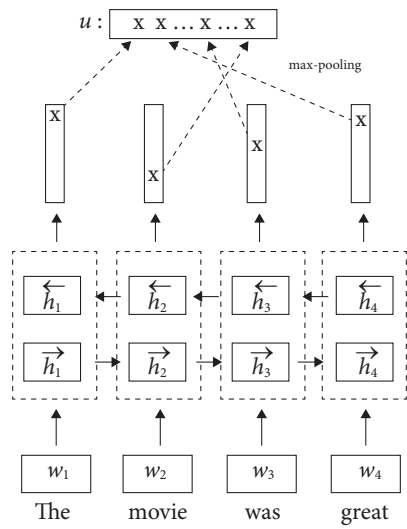 u : x x ... x ... x
max-pooling
x x x x
←h₁ ←h₂ ←h₃ ←h₄
→h₁ →h₂ →h₃ →h₄
w₁ w₂ w₃ w₄
The movie was great